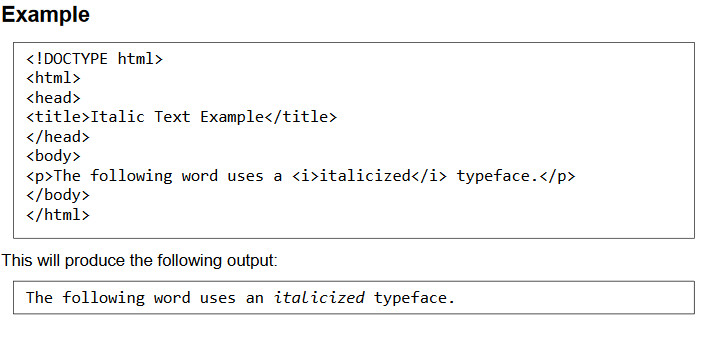 Example
<!DOCTYPE html>
<html>
<head>
<title>Italic Text Example</title>
</head>
<body>
<p>The following word uses a <i>italicized</i> typeface.</p>
</body>
</html>
This will produce the following output:
The following word uses an italicized typeface.